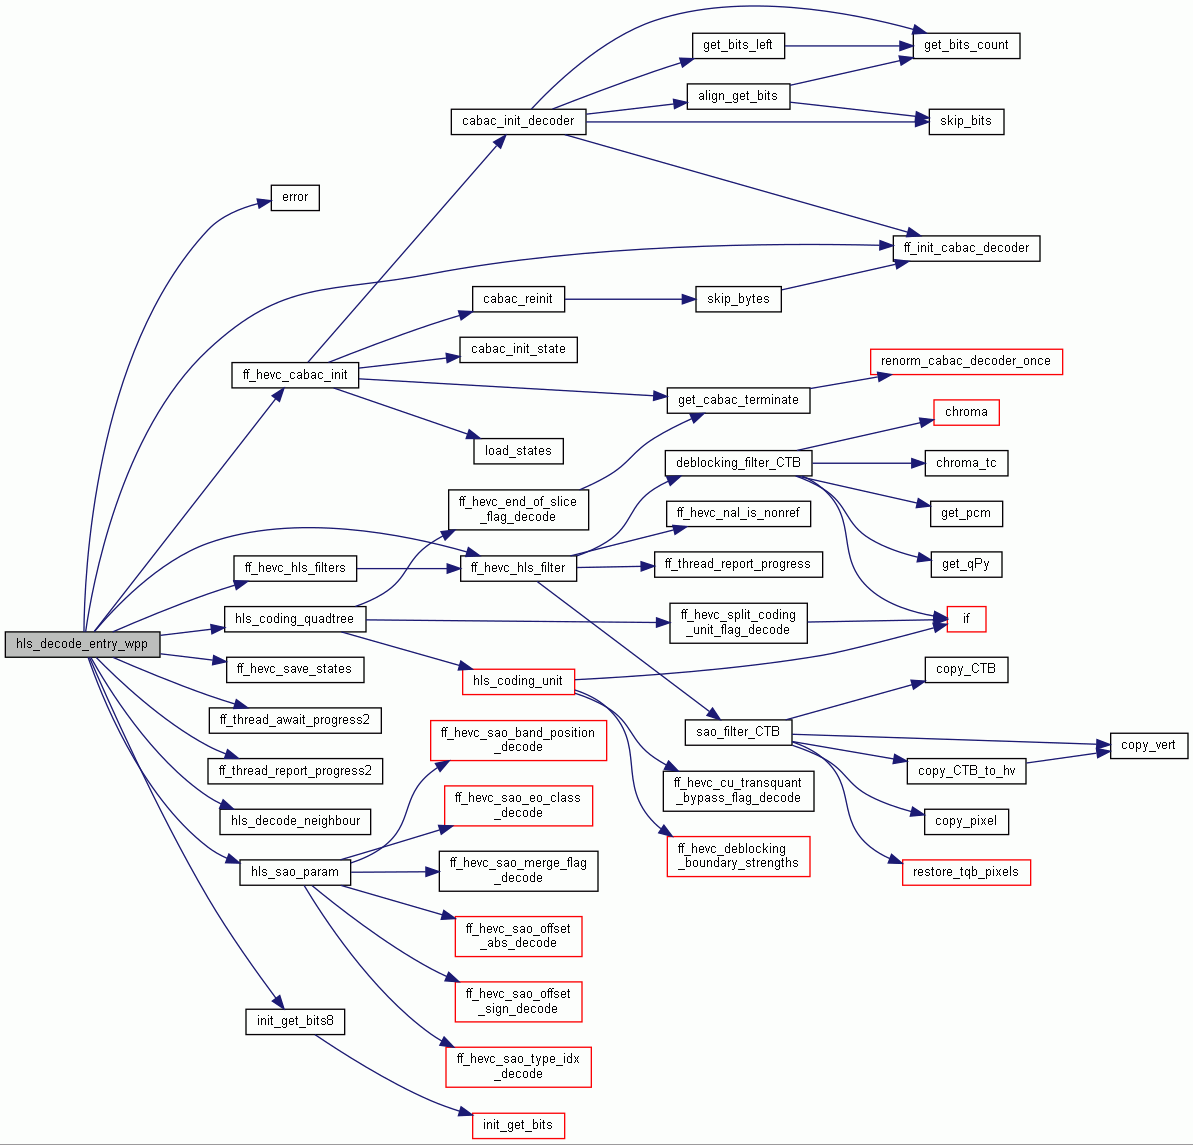 get_bits_left
get_bits_count
align_get_bits
cabac_init_decoder
skip_bits
error
ff_init_cabac_decoder
cabac_reinit
skip_bytes
cabac_init_state
renorm_cabac_decoder_once
ff_hevc_cabac_init
get_cabac_terminate
chroma
load_states
deblocking_filter_CTB
chroma_tc
ff_hevc_end_of_slice
_flag_decode
ff_hevc_nal_is_nonref
get_pcm
ff_hevc_hls_filters
ff_hevc_hls_filter
ff_thread_report_progress
get_qPy
hls_coding_quadtree
ff_hevc_split_coding
_unit_flag_decode
if
hls_decode_entry_wpp
ff_hevc_save_states
hls_coding_unit
copy_CTB
ff_thread_await_progress2
ff_hevc_sao_band_position
_decode
sao_filter_CTB
copy_vert
ff_thread_report_progress2
ff_hevc_cu_transquant
_bypass_flag_decode
copy_CTB_to_hv
ff_hevc_sao_eo_class
_decode
hls_decode_neighbour
copy_pixel
ff_hevc_deblocking
_boundary_strengths
hls_sao_param
ff_hevc_sao_merge_flag
_decode
restore_tqb_pixels
ff_hevc_sao_offset
_abs_decode
ff_hevc_sao_offset
_sign_decode
init_get_bits8
ff_hevc_sao_type_idx
_decode
init_get_bits